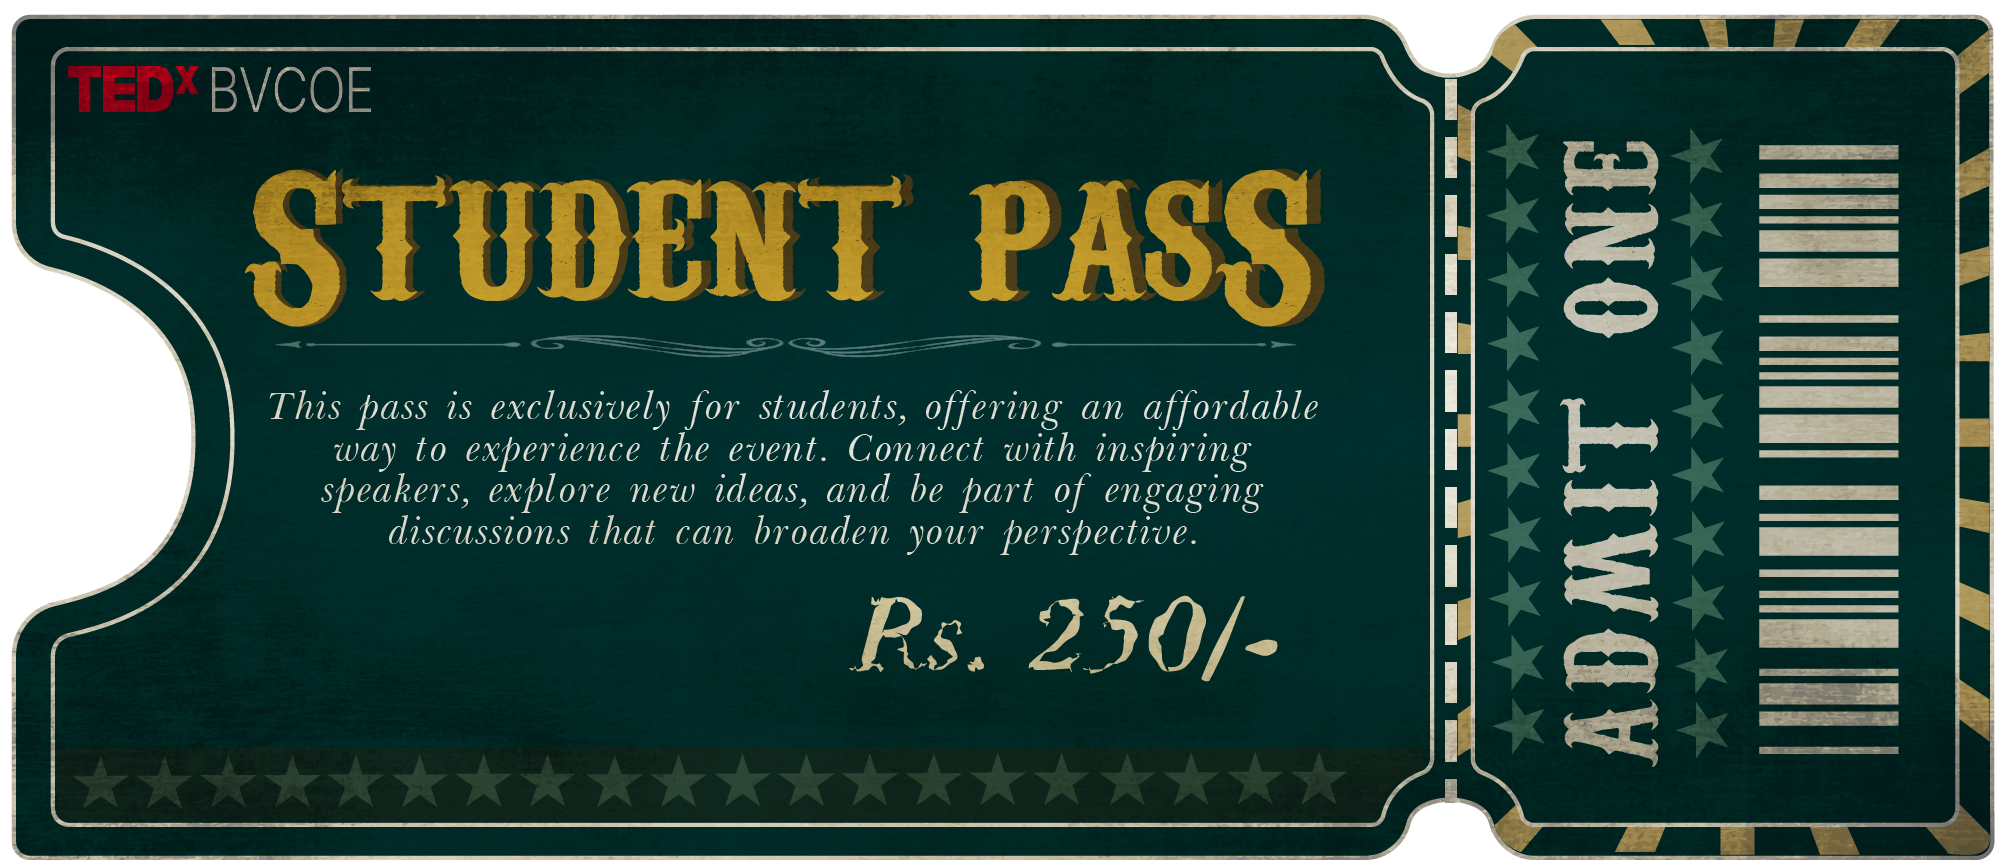 TEDx BVCOE
STUDENT PASS
This pass is exclusively for students, offering an affordable
way to experience the event. Connect with inspiring
speakers, explore new ideas, and be part of engaging
discussions that can broaden your perspective.
Rs. 250/-
ADMIT ONE